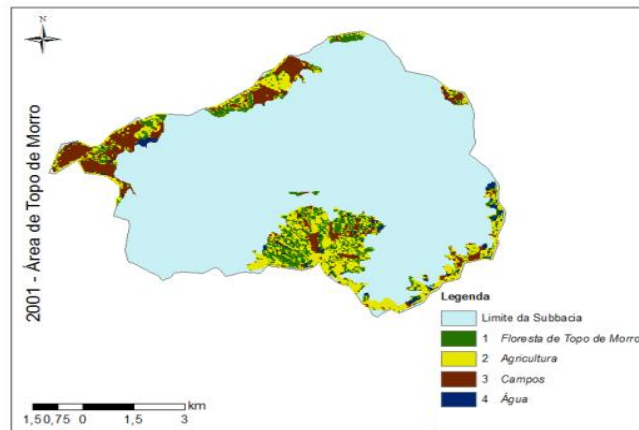 N
2001 - Área de Topo de Morro
Legenda
Limite da Subbacia
1 Floresta de Topo de Morro
2 Agricultura
3 Campos
4 Água
km
1,5 0,75 0 1,5 3